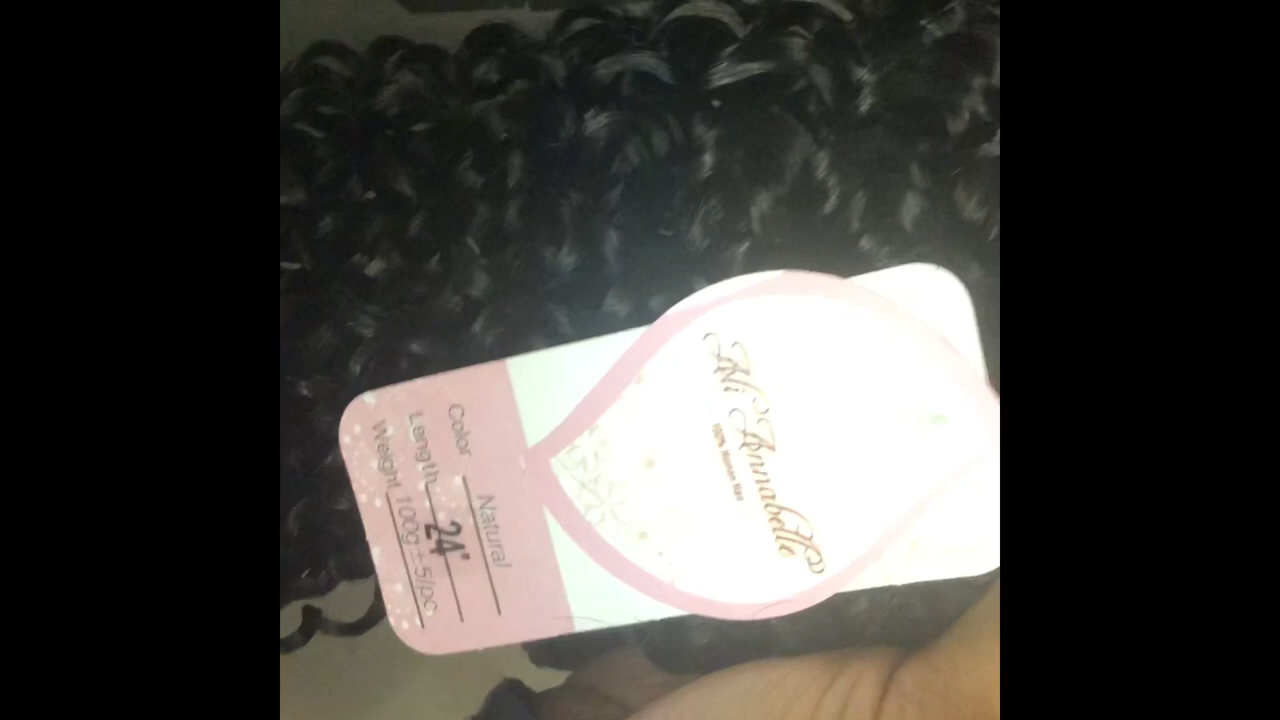 Ali Annabelle
100% Human Hair
Color Natural
Length 24"
Weight 100g±5/pc